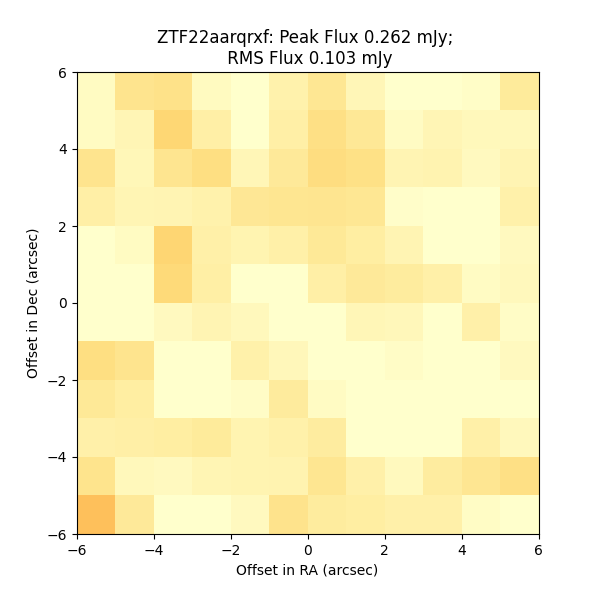 ZTF22aarqrxf: Peak Flux 0.262 mJy;
RMS Flux 0.103 mJy
6
4
2
0
−2
−4
−6
Offset in Dec (arcsec)
−6 −4 −2 0 2 4 6
Offset in RA (arcsec)